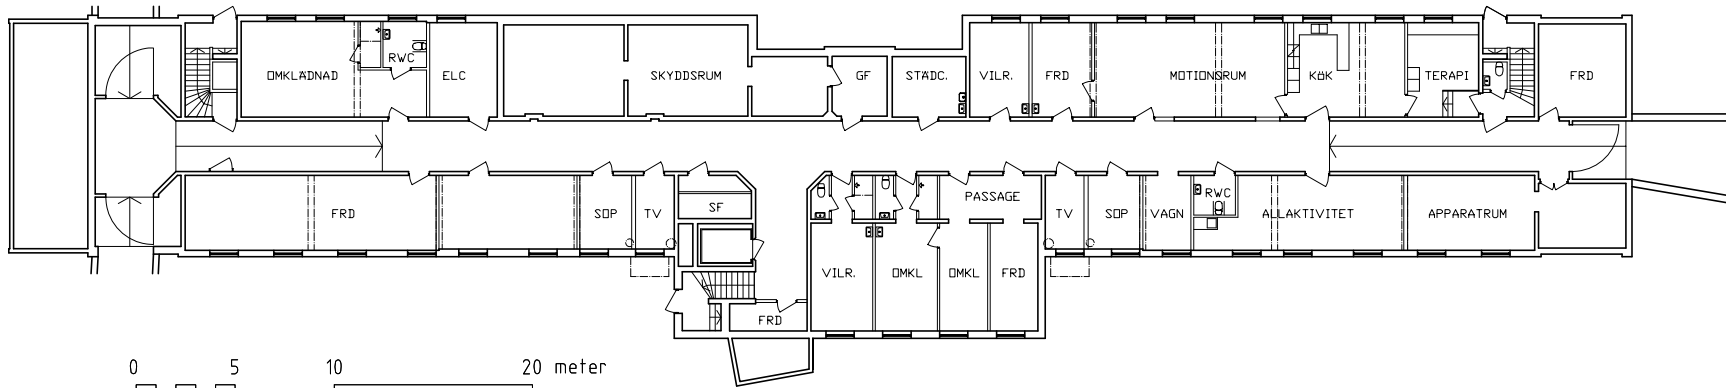 OMKLÄDNAD
RWC
ELC
SKYDDSRUM
GF
STÄDC.
VILR.
FRD
MOTIONSRUM
KÖK
TERAPI
FRD
FRD
SOP
TV
SF
PASSAGE
TV
SOP
VAGN
RWC
ALLAKTIVITET
APPARATRUM
VILR.
OMKL
OMKL
FRD
FRD
0 5 10 20 meter